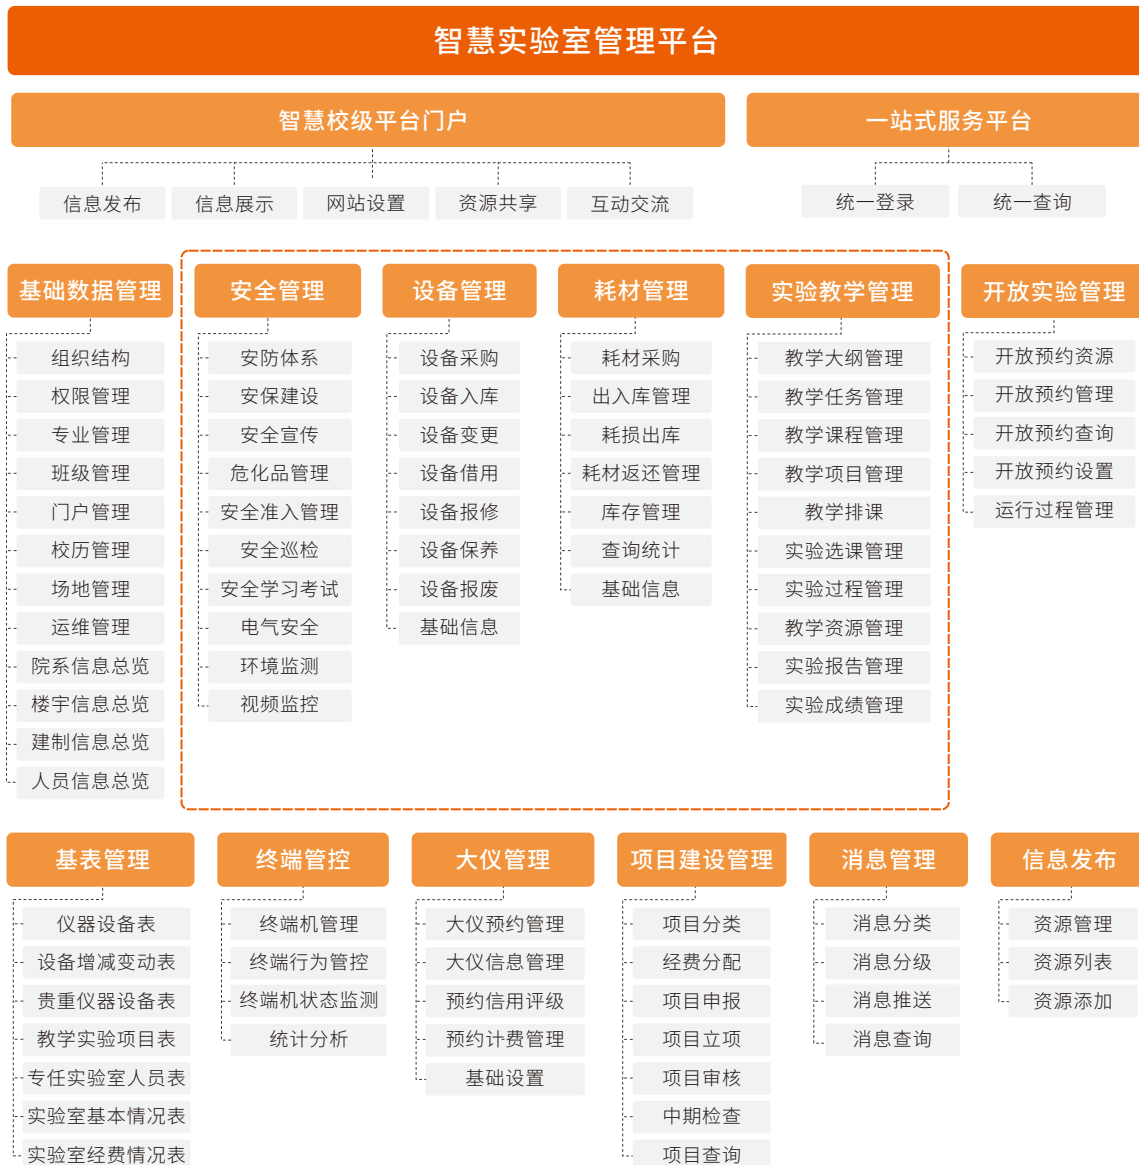 智慧实验室管理平台
智慧校级平台门户
一站式服务平台
信息发布
信息展示
网站设置
资源共享
互动交流
统一登录
统一查询
基础数据管理
组织结构
权限管理
专业管理
班级管理
门户管理
校历管理
场地管理
运维管理
院系信息总览
楼宇信息总览
建制信息总览
人员信息总览
安全管理
安防体系
安保建设
安全宣传
危化品管理
安全准入管理
安全巡检
安全学习考试
电气安全
环境监测
视频监控
设备管理
设备采购
设备入库
设备变更
设备借用
设备报修
设备保养
设备报废
基础信息
耗材管理
耗材采购
出入库管理
耗损出库
耗材返还管理
库存管理
查询统计
基础信息
实验教学管理
教学大纲管理
教学任务管理
教学课程管理
教学项目管理
教学排课
实验选课管理
实验过程管理
教学资源管理
实验报告管理
实验成绩管理
开放实验管理
开放预约资源
开放预约管理
开放预约查询
开放预约设置
运行过程管理
基表管理
仪器设备表
设备增减变动表
贵重仪器设备表
教学实验项目表
专任实验室人员表
实验室基本情况表
实验室经费情况表
终端管控
终端机管理
终端行为管控
终端机状态监测
统计分析
大仪管理
大仪预约管理
大仪信息管理
预约信用评级
预约计费管理
基础设置
项目建设管理
项目分类
经费分配
项目申报
项目立项
项目审核
中期检查
项目查询
消息管理
消息分类
消息分级
消息推送
消息查询
信息发布
资源管理
资源列表
资源添加